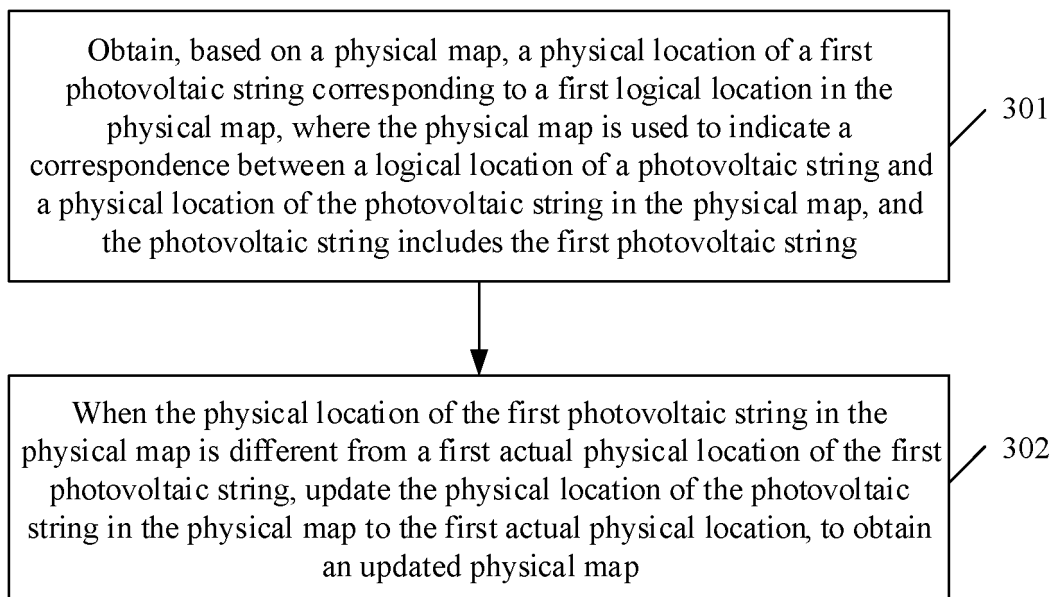 Obtain, based on a physical map, a physical location of a first
photovoltaic string corresponding to a first logical location in the
physical map, where the physical map is used to indicate a
correspondence between a logical location of a photovoltaic string and
a physical location of the photovoltaic string in the physical map, and
the photovoltaic string includes the first photovoltaic string
301
When the physical location of the first photovoltaic string in the
physical map is different from a first actual physical location of the first
photovoltaic string, update the physical location of the photovoltaic
string in the physical map to the first actual physical location, to obtain
an updated physical map
302